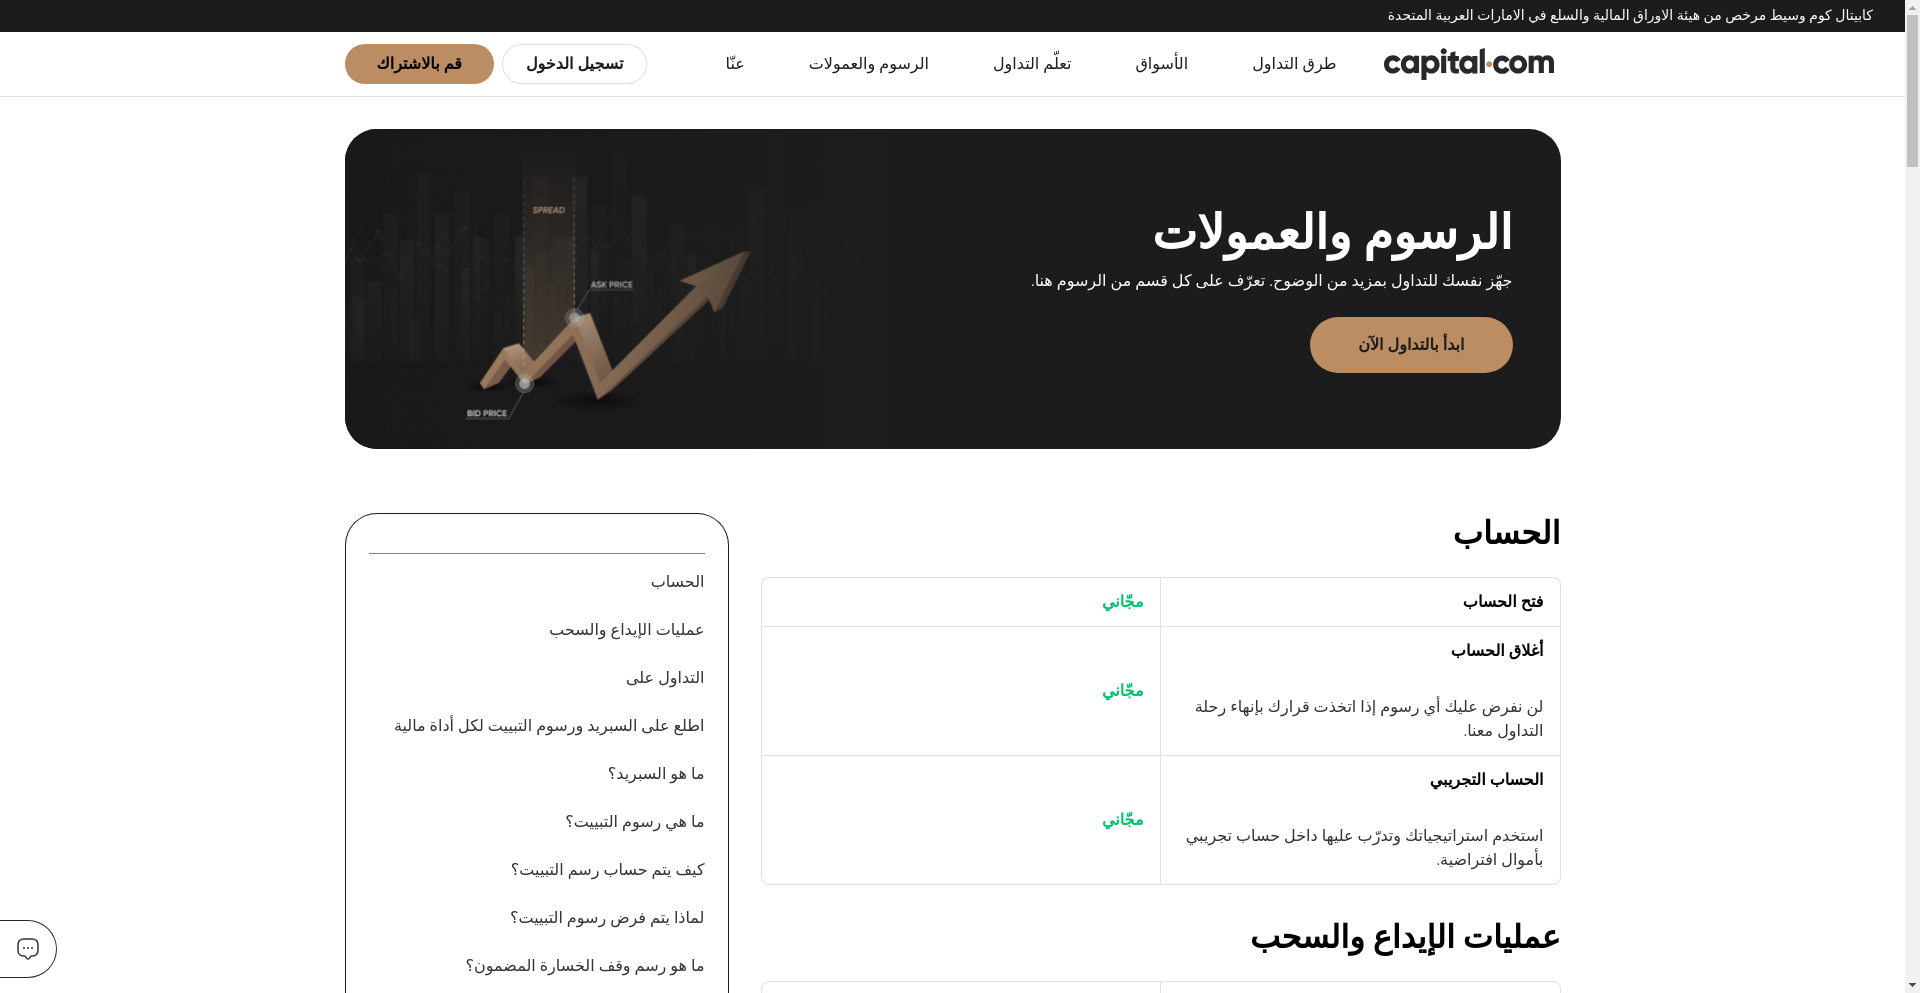 كابيتال كوم وسيط مرخص من هيئة الاوراق المالية والسلع في الامارات العربية المتحدة
capital.com
طرق التداول
الأسواق
تعلّم التداول
الرسوم والعمولات
عنّا
تسجيل الدخول
قم بالاشتراك
الرسوم والعمولات
جهّز نفسك للتداول بمزيد من الوضوح. تعرّف على كل قسم من الرسوم هنا.
ابدأ بالتداول الآن
SPREAD
ASK PRICE
BID PRICE
الحساب
فتح الحساب
مجّاني
أغلاق الحساب
لن نفرض عليك أي رسوم إذا اتخذت قرارك بإنهاء رحلة
التداول معنا.
مجّاني
الحساب التجريبي
استخدم استراتيجياتك وتدرّب عليها داخل حساب تجريبي
بأموال افتراضية.
مجّاني
عمليات الإيداع والسحب
الحساب
عمليات الإيداع والسحب
التداول على
اطلع على السبريد ورسوم التبييت لكل أداة مالية
ما هو السبريد؟
ما هي رسوم التبييت؟
كيف يتم حساب رسم التبييت؟
لماذا يتم فرض رسوم التبييت؟
ما هو رسم وقف الخسارة المضمون؟